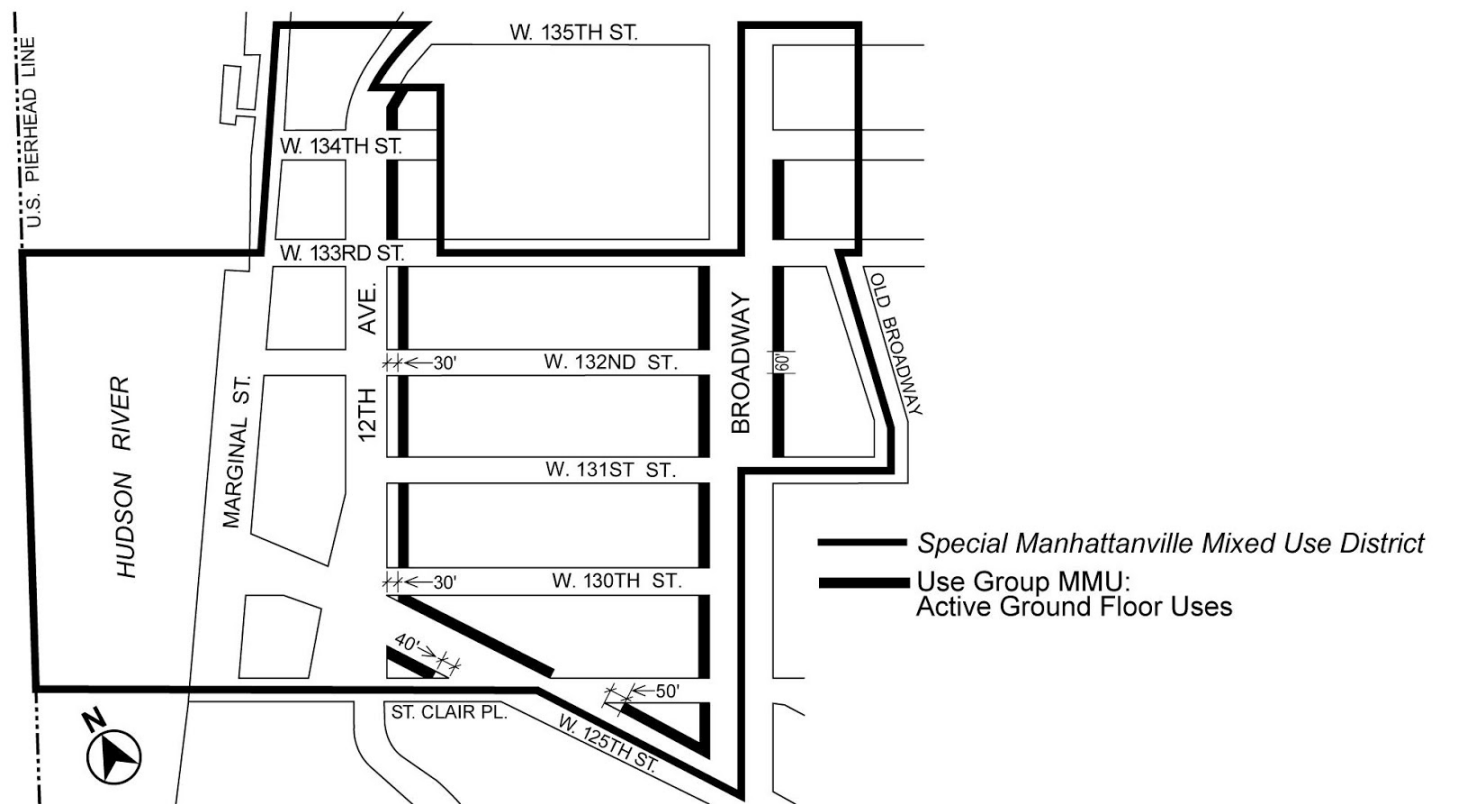 W. 135TH ST.
U.S. PIERHEAD LINE
W. 134TH ST.
W. 133RD ST.
OLD BROADWAY
12TH AVE.
BROADWAY
30'
W. 132ND ST.
60'
HUDSON RIVER
MARGINAL ST.
W. 131ST ST.
Special Manhattanville Mixed Use District
30'
W. 130TH ST.
Use Group MMU:
Active Ground Floor Uses
40'
50'
N
ST. CLAIR PL.
W. 125TH ST.